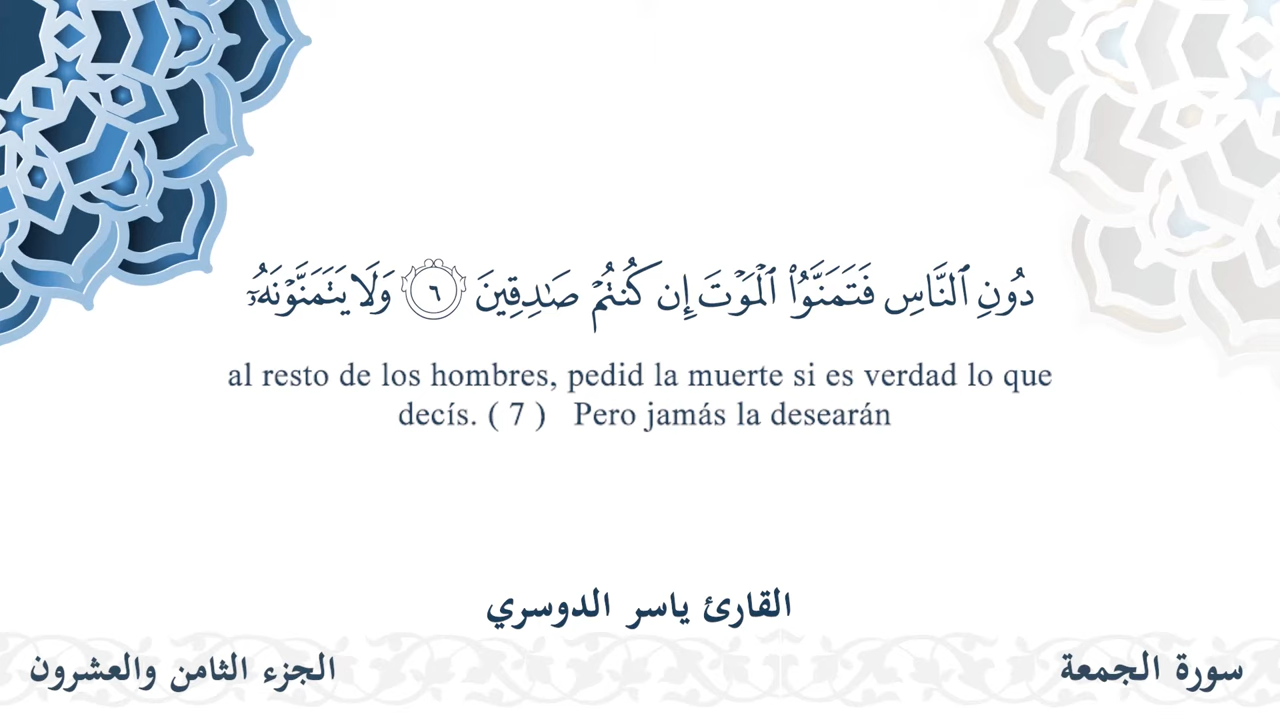 دُونِ ٱلنَّاسِ فَتَمَنَّوُا۟ ٱلْمَوْتَ إِن كُنتُمْ صَـٰدِقِينَ ٦ وَلَا يَتَمَنَّوْنَهُۥٓ
al resto de los hombres, pedid la muerte si es verdad lo que
decís. ( 7 ) Pero jamás la desearán
القارئ ياسر الدوسري
سورة الجمعة
الجزء الثامن والعشرون